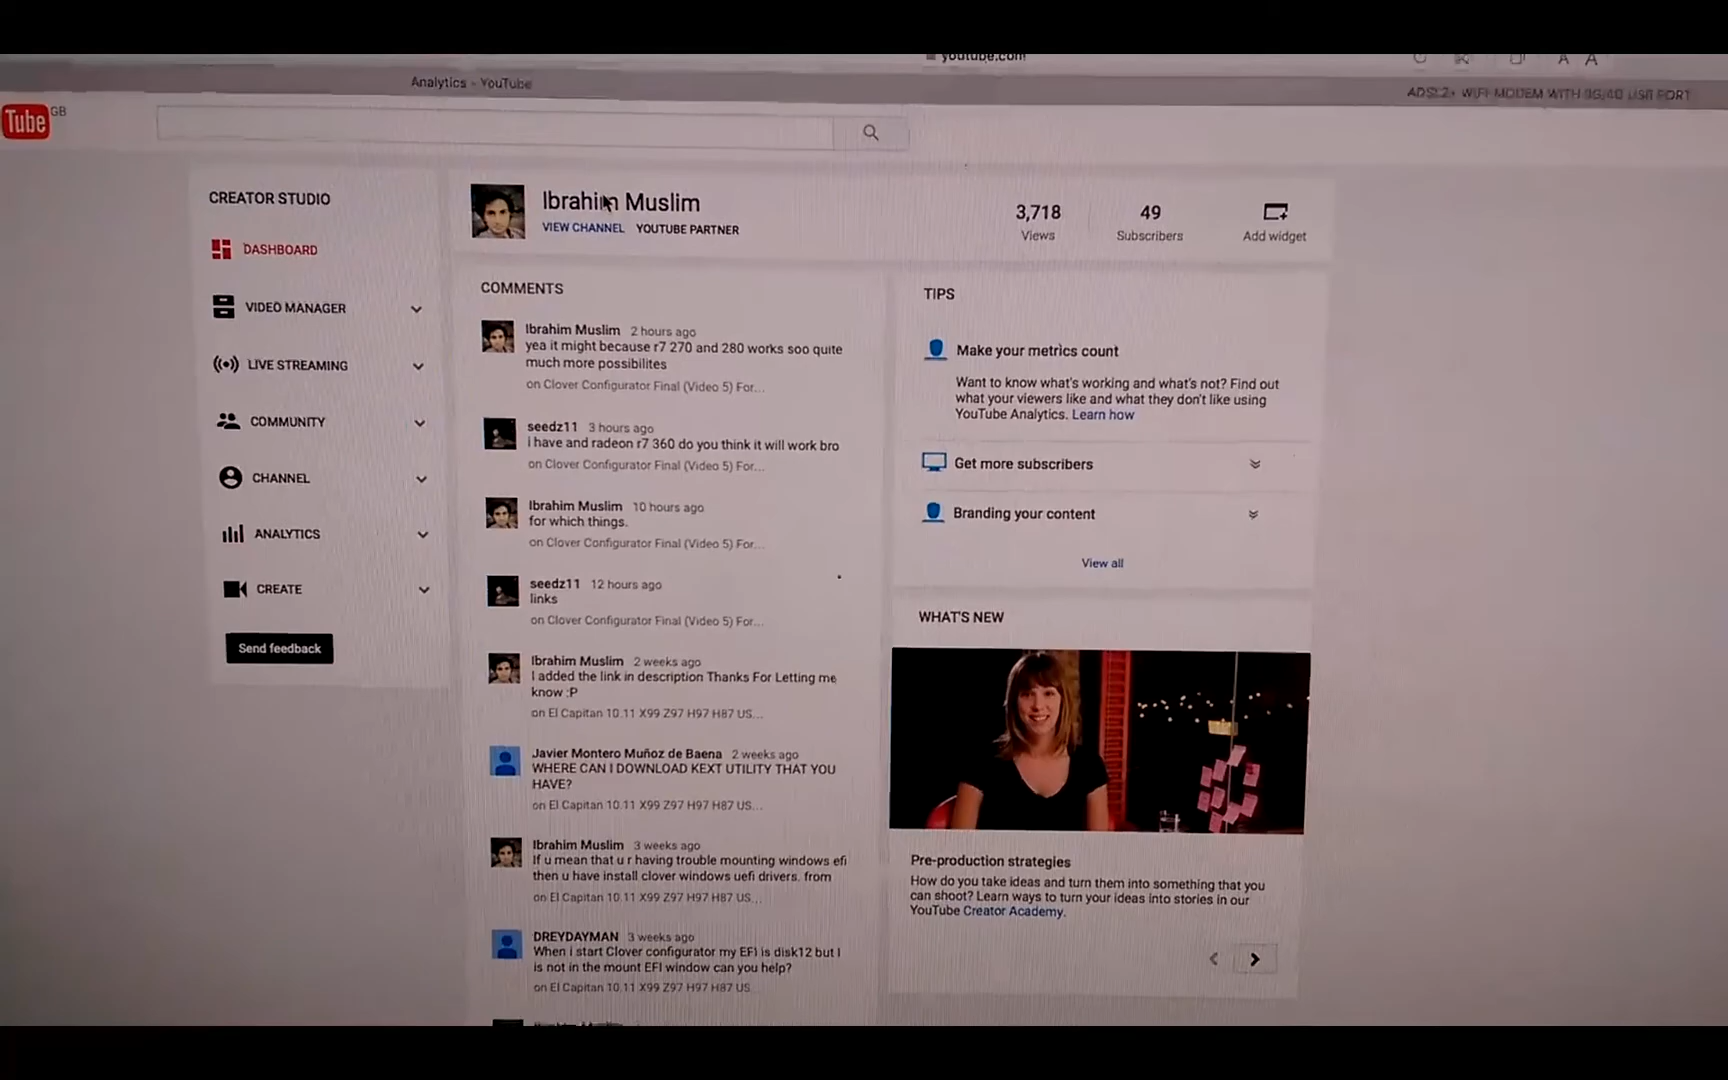 youtube.com
Analytics - YouTube
ADSL2+ WIFI MODEM WITH 3G/4G USB PORT
Tube GB
CREATOR STUDIO
DASHBOARD
VIDEO MANAGER
LIVE STREAMING
COMMUNITY
CHANNEL
ANALYTICS
CREATE
Send feedback
Ibrahim Muslim
VIEW CHANNEL YOUTUBE PARTNER
3,718
Views
49
Subscribers
Add widget
COMMENTS
Ibrahim Muslim 2 hours ago
yea it might because r7 270 and 280 works soo quite
much more possibilites
on Clover Configurator Final (Video 5) For...
seedz11 3 hours ago
i have and radeon r7 360 do you think it will work bro
on Clover Configurator Final (Video 5) For...
Ibrahim Muslim 10 hours ago
for which things.
on Clover Configurator Final (Video 5) For...
seedz11 12 hours ago
links
on Clover Configurator Final (Video 5) For...
Ibrahim Muslim 2 weeks ago
I added the link in description Thanks For Letting me
know :P
on El Capitan 10.11 X99 Z97 H97 H87 US...
Javier Montero Muñoz de Baena 2 weeks ago
WHERE CAN I DOWNLOAD KEXT UTILITY THAT YOU
HAVE?
on El Capitan 10.11 X99 Z97 H97 H87 US...
Ibrahim Muslim 3 weeks ago
If u mean that u r having trouble mounting windows efi
then u have install clover windows uefi drivers. from
on El Capitan 10.11 X99 Z97 H97 H87 US...
DREYDAYMAN 3 weeks ago
When i start Clover configurator my EFI is disk12 but I
is not in the mount EFI window can you help?
on El Capitan 10.11 X99 Z97 H97 H87 US
TIPS
Make your metrics count
Want to know what's working and what's not? Find out
what your viewers like and what they don't like using
YouTube Analytics. Learn how
Get more subscribers
Branding your content
View all
WHAT'S NEW
Pre-production strategies
How do you take ideas and turn them into something that you
can shoot? Learn ways to turn your ideas into stories in our
YouTube Creator Academy.